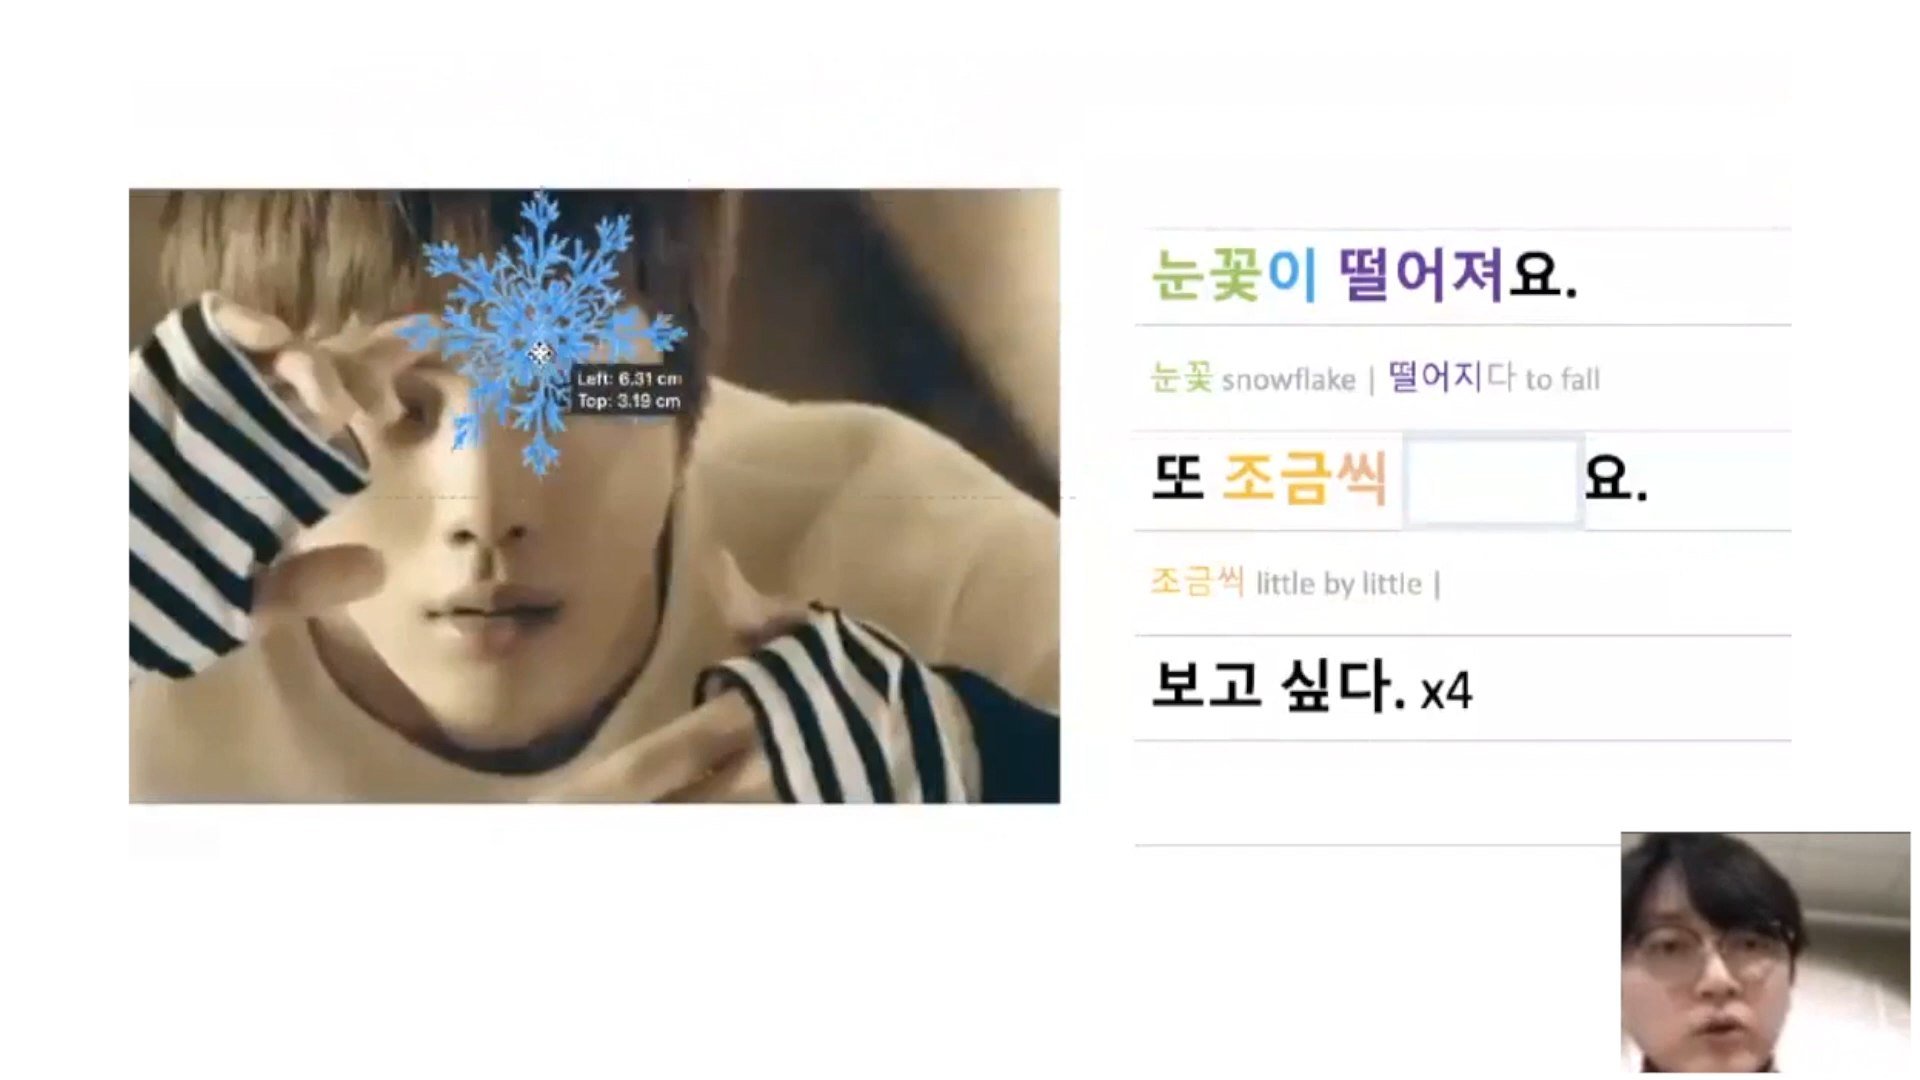 Left: 6.31 cm
Top: 3.19 cm
눈꽃이 떨어져요.
눈꽃 snowflake | 떨어지다 to fall
또 조금씩 요.
조금씩 little by little |
보고 싶다. x4